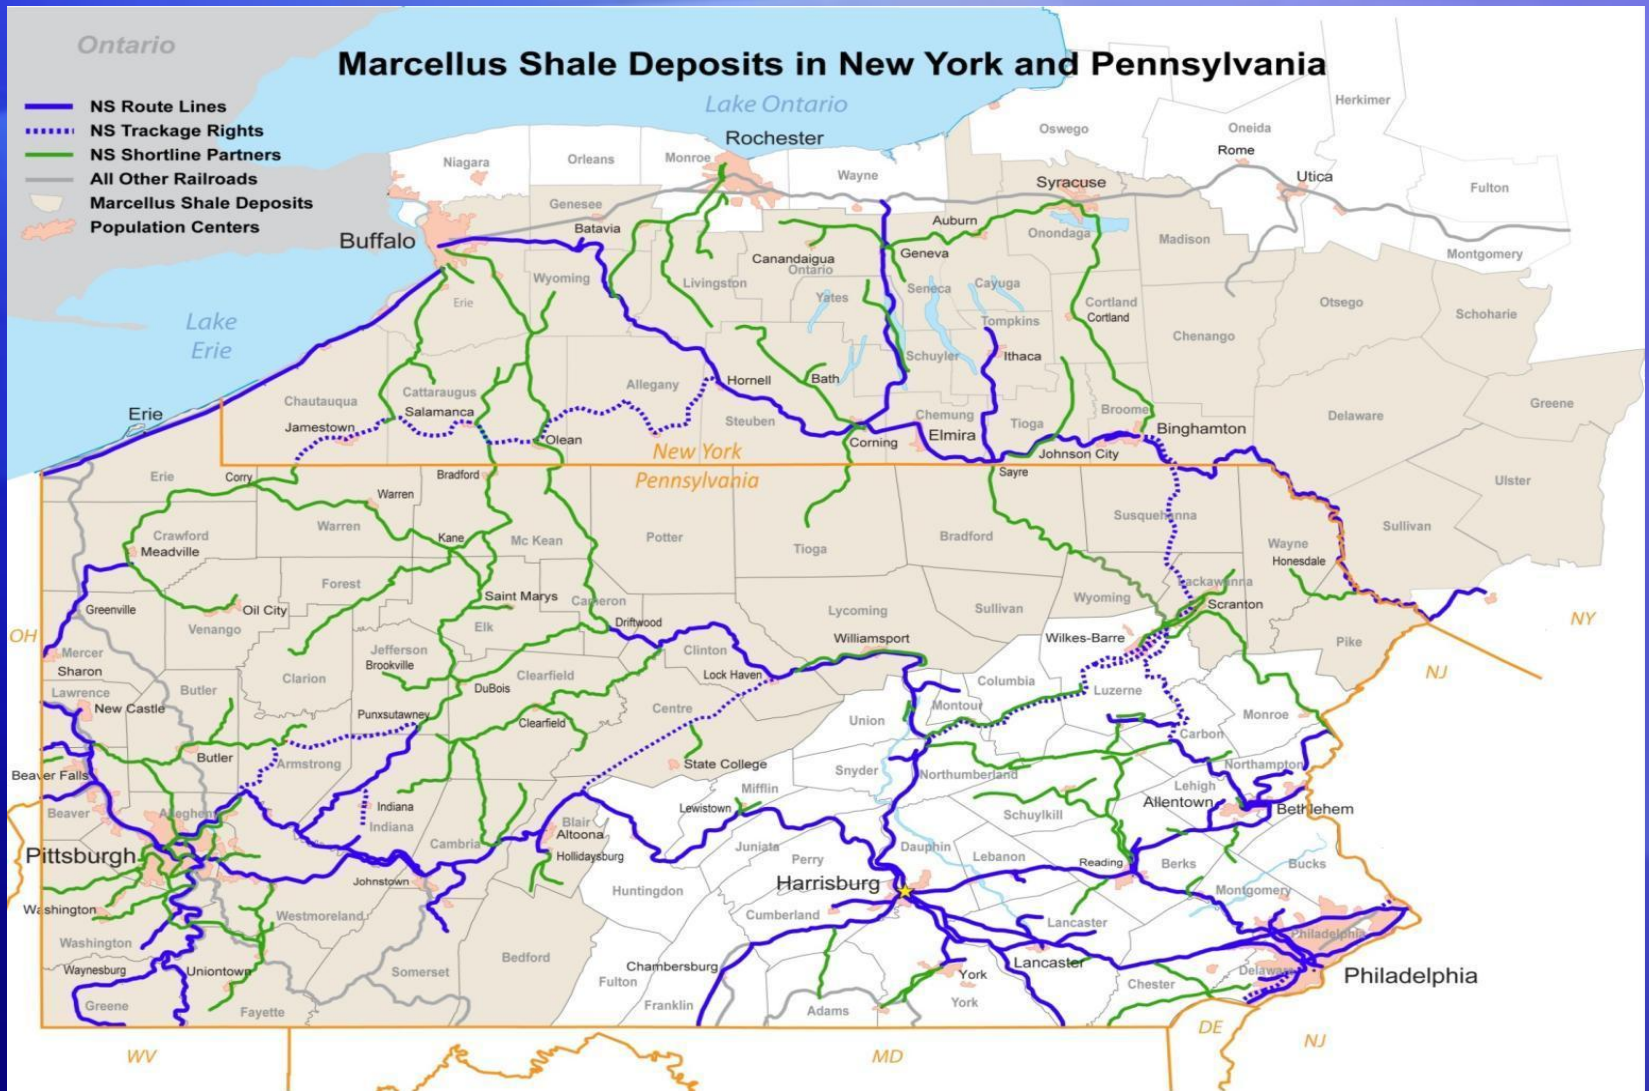 Ontario
Marcellus Shale Deposits in New York and Pennsylvania
NS Route Lines
NS Trackage Rights
NS Shortline Partners
All Other Railroads
Marcellus Shale Deposits
Population Centers
Lake Ontario
Rochester
Herkimer
Oswego
Oneida
Rome
Niagara
Orleans
Monroe
Wayne
Syracuse
Utica
Fulton
Genesee
Batavia
Auburn
Onondaga
Madison
Montgomery
Buffalo
Canandaigua
Ontario
Geneva
Wyoming
Livingston
Yates
Seneca
Cayuga
Erie
Cortland
Cortland
Otsego
Schoharie
Lake
Erie
Tompkins
Chenango
Schuyler
Ithaca
Allegany
Hornell
Bath
Cattaraugus
Chautauqua
Salamanca
Steuben
Chemung
Tioga
Broome
Delaware
Greene
Erie
Jamestown
Olean
Corning
Elmira
Binghamton
Johnson City
New York
Pennsylvania
Erie
Corry
Bradford
Sayre
Ulster
Warren
Warren
Crawford
Meadville
Kane
Mc Kean
Potter
Tioga
Bradford
Susquehanna
Sullivan
Wayne
Honesdale
Forest
Saint Marys
Cameron
Lackawanna
Greenville
Oil City
Venango
Elk
Driftwood
Lycoming
Sullivan
Wyoming
Scranton
OH
NY
Mercer
Sharon
Jefferson
Brookville
Clinton
Williamsport
Wilkes-Barre
Pike
NJ
Lawrence
New Castle
Butler
Clarion
DuBois
Clearfield
Lock Haven
Columbia
Luzerne
Punxsutawney
Clearfield
Centre
Union
Montour
Monroe
Carbon
Butler
Armstrong
State College
Snyder
Northumberland
Northampton
Beaver Falls
Mifflin
Lehigh
Beaver
Allegheny
Indiana
Indiana
Lewistown
Schuylkill
Allentown
Bethlehem
Blair
Altoona
Cambria
Juniata
Perry
Dauphin
Lebanon
Pittsburgh
Hollidaysburg
Reading
Berks
Bucks
Johnstown
Huntingdon
Harrisburg
Montgomery
Washington
Westmoreland
Cumberland
Lancaster
Washington
Philadelphia
Waynesburg
Uniontown
Somerset
Bedford
Chambersburg
Fulton
Lancaster
York
Delaware
Philadelphia
Greene
Fayette
Franklin
Adams
York
Chester
WV
MD
DE
NJ